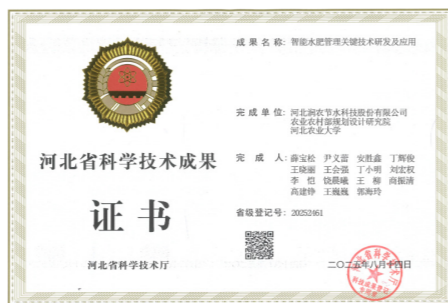 成果名称：智能水肥管理关键技术研发及应用
完成单位：河北润农节水科技股份有限公司
农业农村部规划设计研究院
河北农业大学
河北省科学技术成果
证书
完成人：薛宝松 尹义蕾 安胜鑫 丁辉俊
王晓丽 王会强 丁小明 刘宏权
李恺 饶晨曦 王柳 商振清
高建铮 王巍巍 郭海玲
省级登记号：20252461
河北省科学技术厅
二〇二五年八月十四日